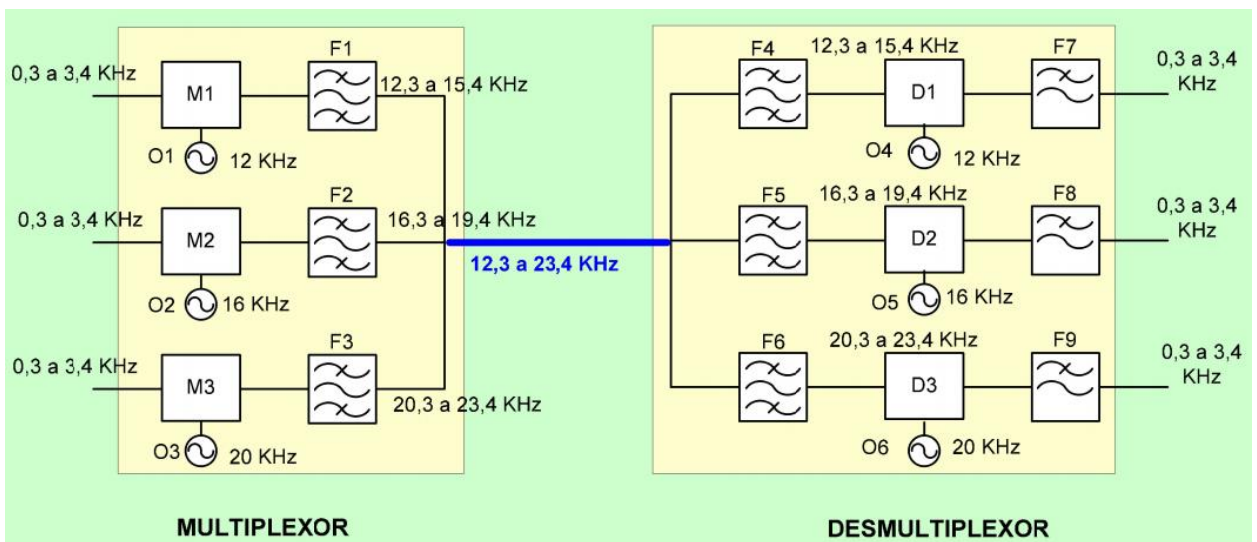 F1
0,3 a 3,4 KHz
M1
12,3 a 15,4 KHz
O1
12 KHz
F2
0,3 a 3,4 KHz
M2
16,3 a 19,4 KHz
O2
16 KHz
F3
0,3 a 3,4 KHz
M3
20,3 a 23,4 KHz
O3
20 KHz
MULTIPLEXOR
12,3 a 23,4 KHz
F4
12,3 a 15,4 KHz
F7
0,3 a 3,4
KHz
D1
O4
12 KHz
F5
16,3 a 19,4 KHz
F8
0,3 a 3,4
KHz
D2
O5
16 KHz
F6
20,3 a 23,4 KHz
F9
0,3 a 3,4
KHz
D3
O6
20 KHz
DESMULTIPLEXOR